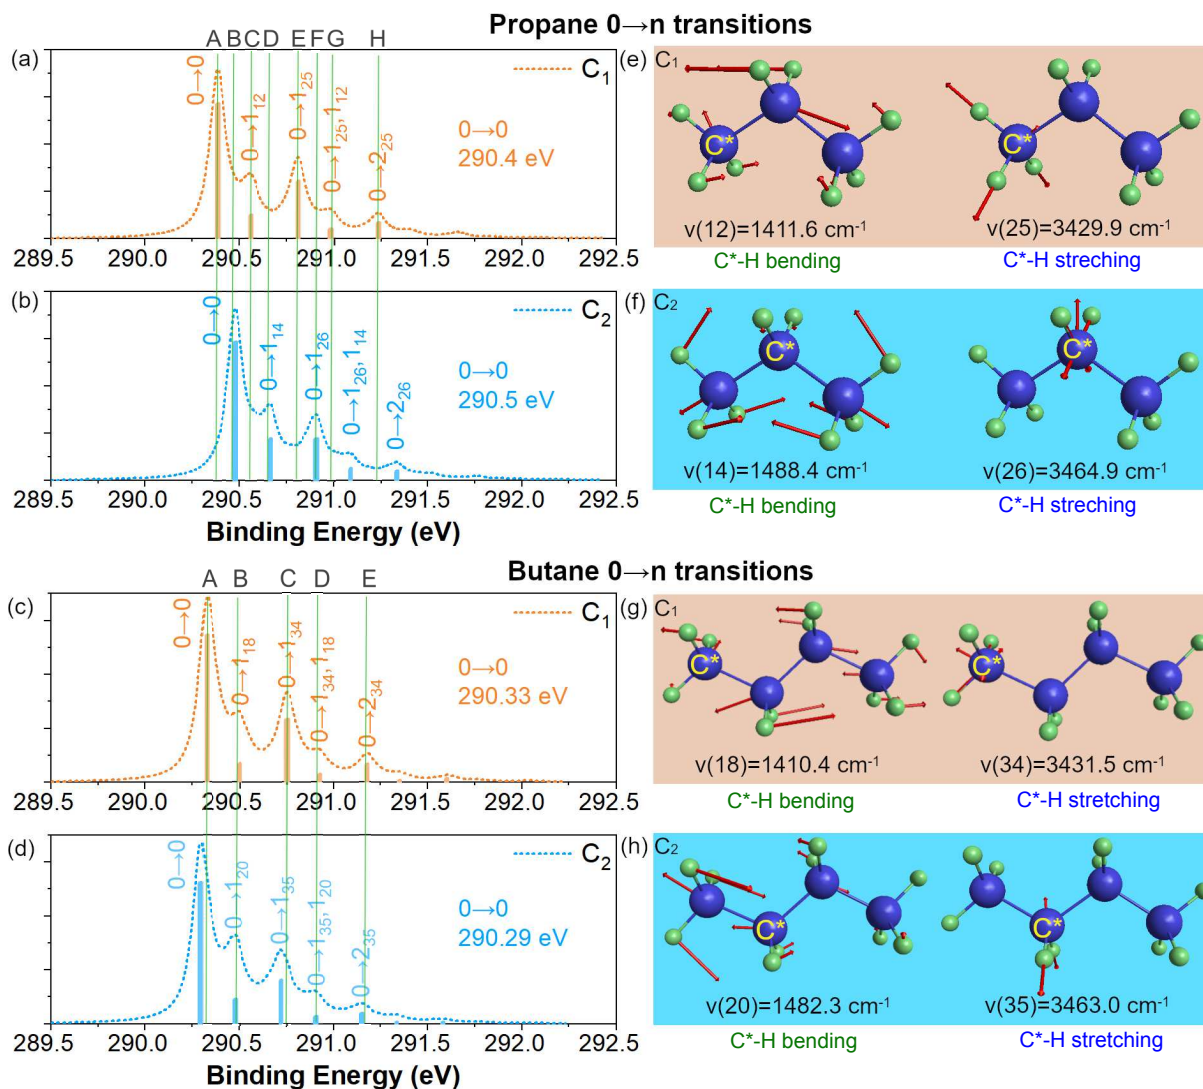 Propane 0→n transitions
A B C D E F G H
(a)
C₁
0→0
0→1₁₂
0→1₂₅
0→1₂₅, 1₁₂
0→2₂₅
0→0
290.4 eV
289.5 290.0 290.5 291.0 291.5 292.0 292.5
(e) C₁
C*
C*
v(12)=1411.6 cm⁻¹
v(25)=3429.9 cm⁻¹
C*-H bending
C*-H streching
(b)
C₂
0→0
0→1₁₄
0→1₂₆
0→1₂₆, 1₁₄
0→2₂₆
0→0
290.5 eV
289.5 290.0 290.5 291.0 291.5 292.0 292.5
Binding Energy (eV)
(f) C₂
C*
C*
v(14)=1488.4 cm⁻¹
v(26)=3464.9 cm⁻¹
C*-H bending
C*-H streching
Butane 0→n transitions
A B C D E
(c)
C₁
0→0
0→1₁₈
0→1₃₄
0→1₃₄, 1₁₈
0→2₃₄
0→0
290.33 eV
289.5 290.0 290.5 291.0 291.5 292.0 292.5
(g) C₁
C*
C*
v(18)=1410.4 cm⁻¹
v(34)=3431.5 cm⁻¹
C*-H bending
C*-H stretching
(d)
C₂
0→0
0→1₂₀
0→1₃₅
0→1₃₅, 1₂₀
0→2₃₅
0→0
290.29 eV
289.5 290.0 290.5 291.0 291.5 292.0 292.5
Binding Energy (eV)
(h) C₂
C*
C*
v(20)=1482.3 cm⁻¹
v(35)=3463.0 cm⁻¹
C*-H bending
C*-H stretching